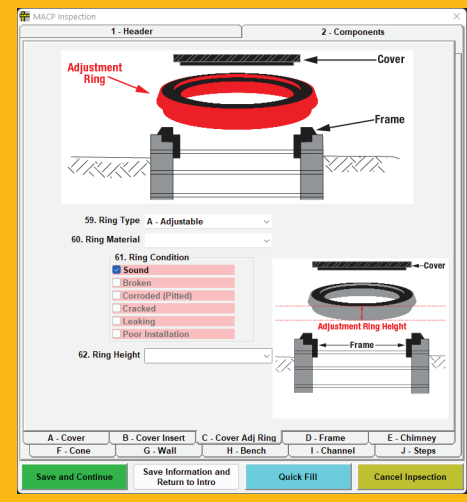 MACP Inspection
1 - Header
2 - Components
Adjustment
Ring
Cover
Frame
59. Ring Type A - Adjustable
60. Ring Material
61. Ring Condition
Sound
Broken
Corroded (Pitted)
Cracked
Leaking
Poor Installation
62. Ring Height
Cover
Adjustment Ring Height
Frame
A - Cover
B - Cover Insert
C - Cover Adj Ring
D - Frame
E - Chimney
F - Cone
G - Wall
H - Bench
I - Channel
J - Steps
Save and Continue
Save Information and
Return to Intro
Quick Fill
Cancel Inpsection